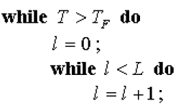 while T > T_F do
l = 0 ;
while l < L do
l = l + 1 ;